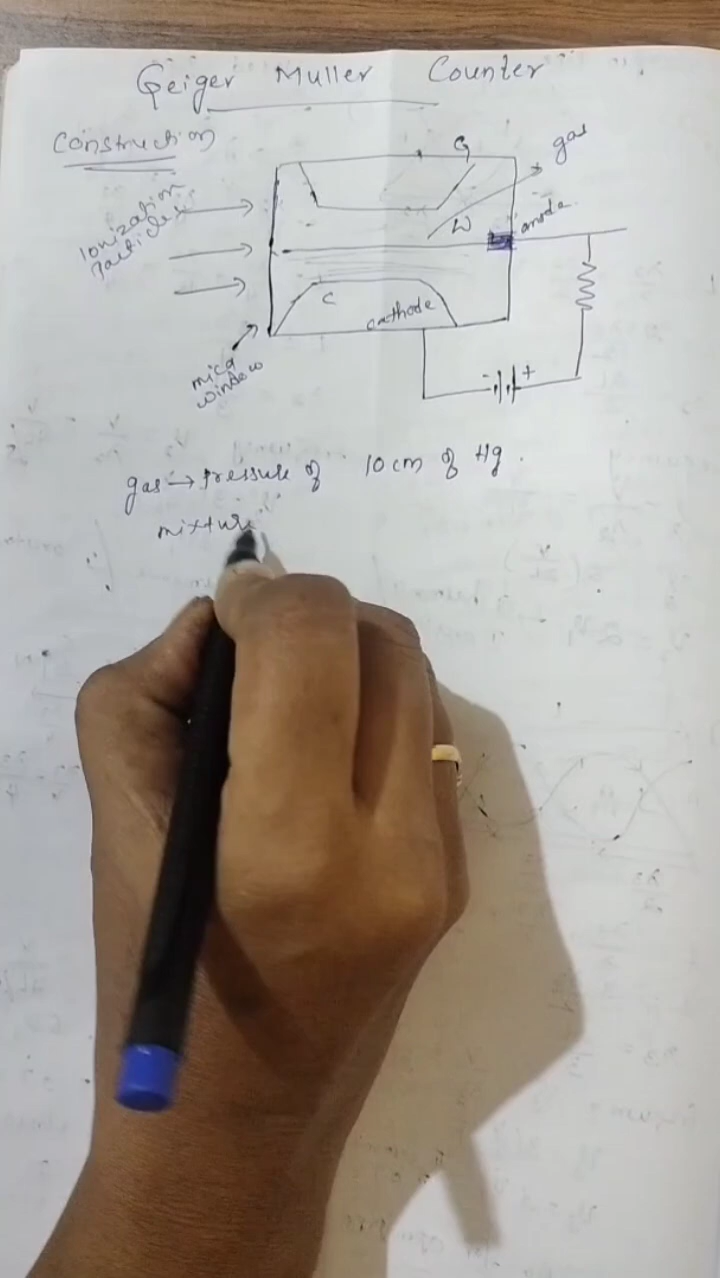 Geiger Muller Counter
Construction
Ionization
Particles
G
gas
W
anode
C
cathode
mica
window
- +
gas → Pressure of 10 cm of Hg.
mixture